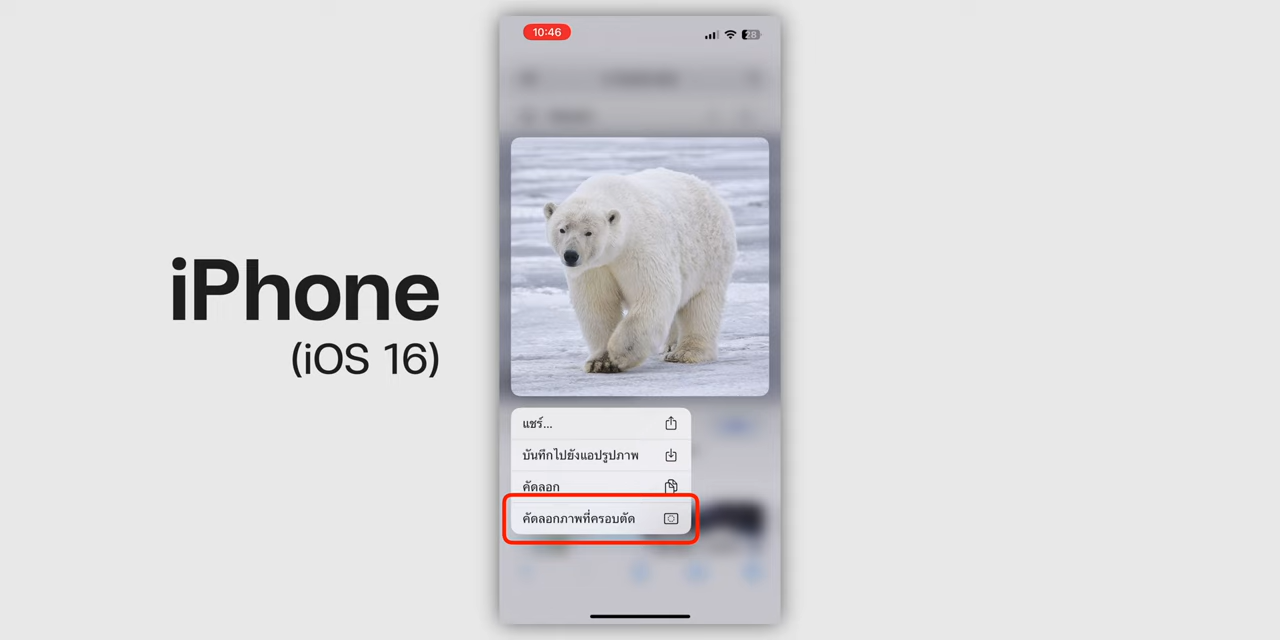 iPhone
(iOS 16)
10:46
28
แชร์...
บันทึกไปยังแอปรูปภาพ
คัดลอก
คัดลอกภาพที่ครอบตัด